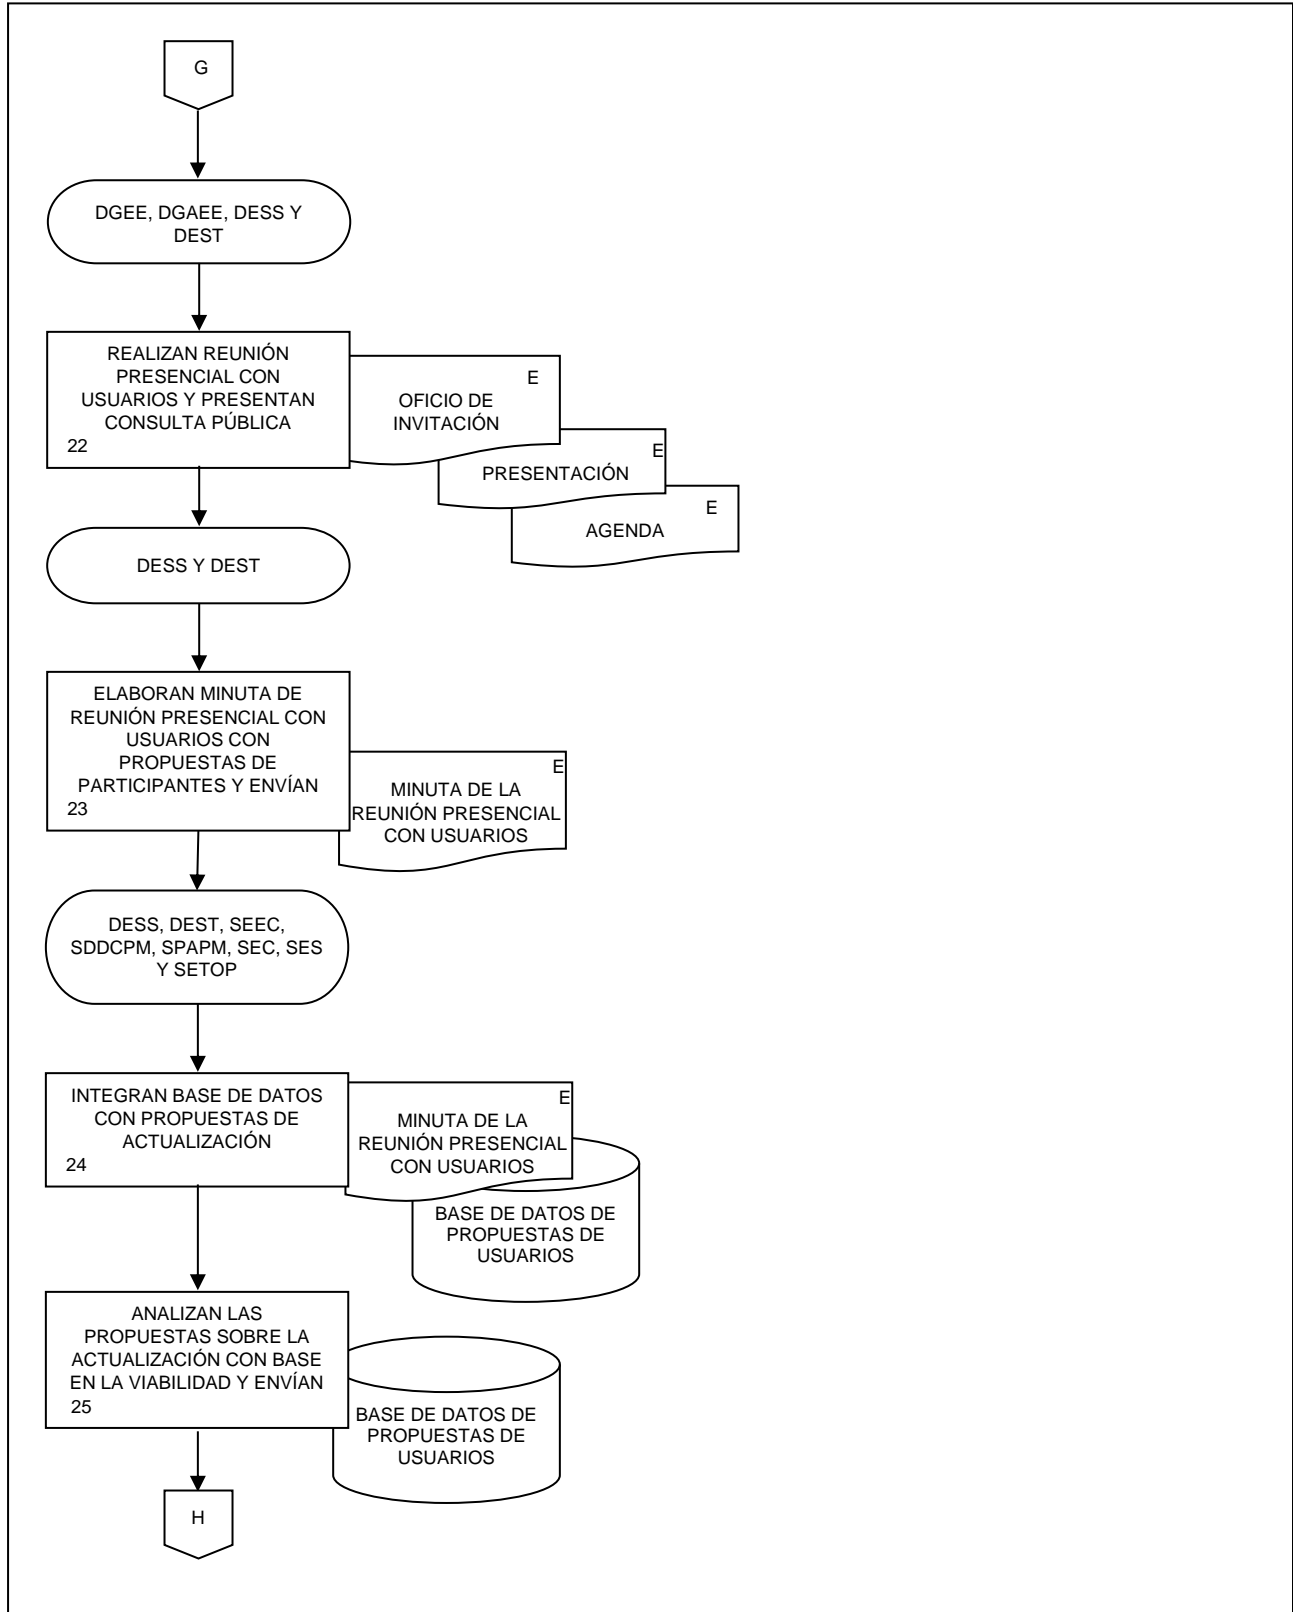 G
DGEE, DGAEE, DESS Y
DEST
REALIZAN REUNIÓN
PRESENCIAL CON
USUARIOS Y PRESENTAN
CONSULTA PÚBLICA
22
E
OFICIO DE
INVITACIÓN
E
PRESENTACIÓN
E
AGENDA
DESS Y DEST
ELABORAN MINUTA DE
REUNIÓN PRESENCIAL CON
USUARIOS CON
PROPUESTAS DE
PARTICIPANTES Y ENVÍAN
23
E
MINUTA DE LA
REUNIÓN PRESENCIAL
CON USUARIOS
DESS, DEST, SEEC,
SDDCPM, SPAPM, SEC, SES
Y SETOP
INTEGRAN BASE DE DATOS
CON PROPUESTAS DE
ACTUALIZACIÓN
24
E
MINUTA DE LA
REUNIÓN PRESENCIAL
CON USUARIOS
BASE DE DATOS DE
PROPUESTAS DE
USUARIOS
ANALIZAN LAS
PROPUESTAS SOBRE LA
ACTUALIZACIÓN CON BASE
EN LA VIABILIDAD Y ENVÍAN
25
BASE DE DATOS DE
PROPUESTAS DE
USUARIOS
H